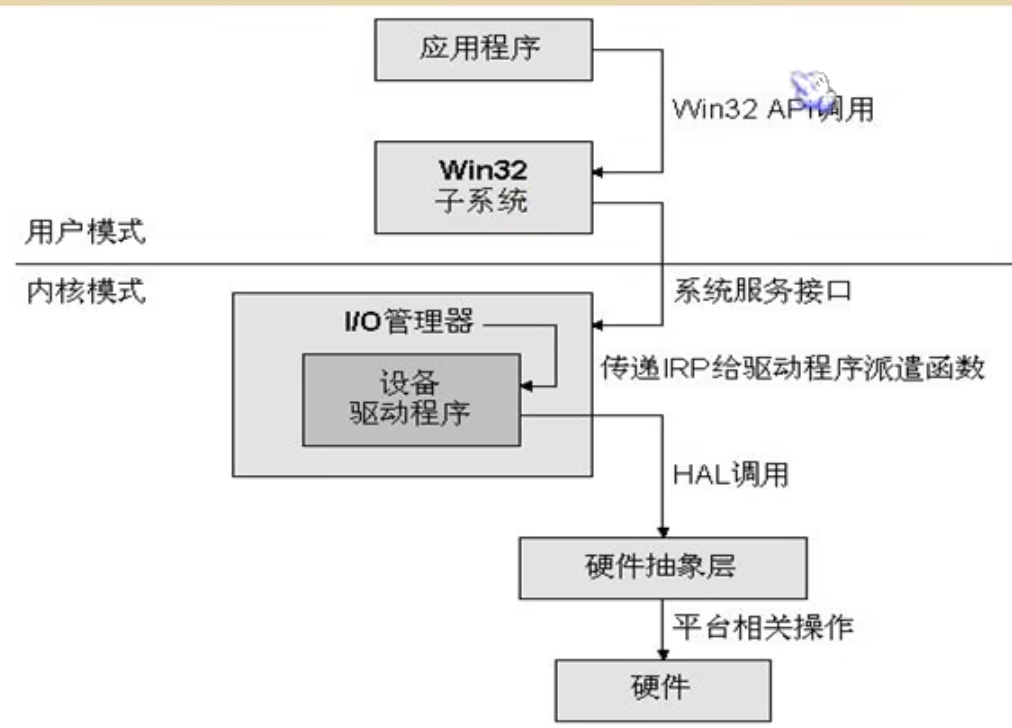 应用程序
Win32 API调用
Win32
子系统
用户模式
内核模式
系统服务接口
I/O管理器
传递IRP给驱动程序派遣函数
设备
驱动程序
HAL调用
硬件抽象层
平台相关操作
硬件